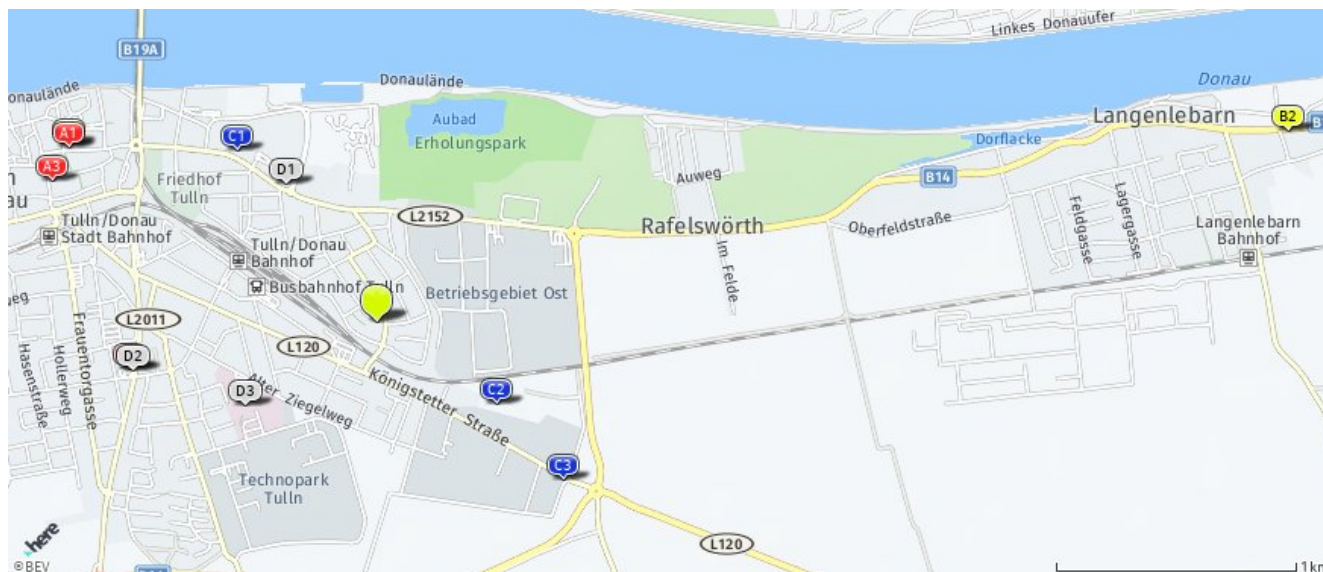 Linkes Donauufer
B19A
Donaulände
Donau
onaulände
Aubad
Erholungspark
Langenlebarn
B2
A1
C1
Dorflacke
A3
D1
Friedhof
Tulln
Auweg
B14
au
L2152
Rafelswörth
Oberfeldstraße
Feldgasse
Lagergasse
Tulln/Donau
Stadt Bahnhof
Tulln/Donau
Bahnhof
Langenlebarn
Bahnhof
Im Felde
Busbahnhof Tulln
Betriebsgebiet Ost
L2011
L120
D2
Hasenstraße
Hollerweg
Frauentorgasse
D3
Alter Ziegelweg
Königstetter Straße
C2
C3
Technopark
Tulln
L120
here
©BEV
1km